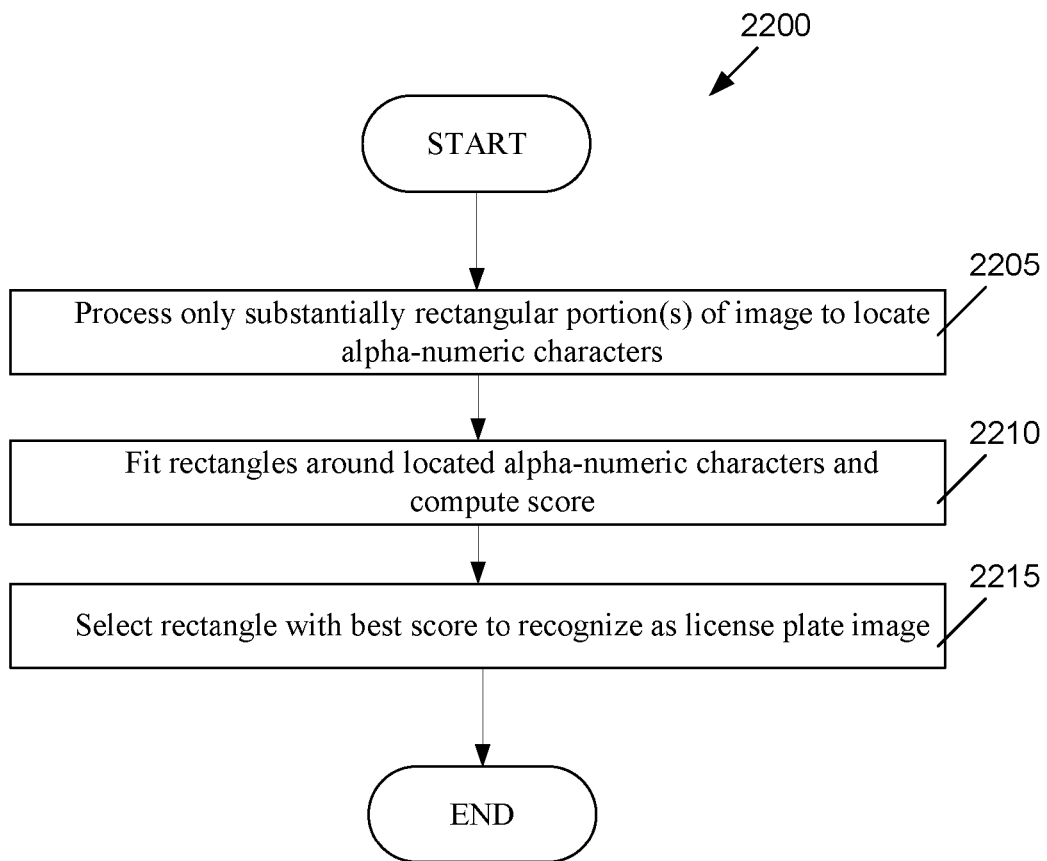 2200
START
2205
Process only substantially rectangular portion(s) of image to locate
alpha-numeric characters
2210
Fit rectangles around located alpha-numeric characters and
compute score
2215
Select rectangle with best score to recognize as license plate image
END